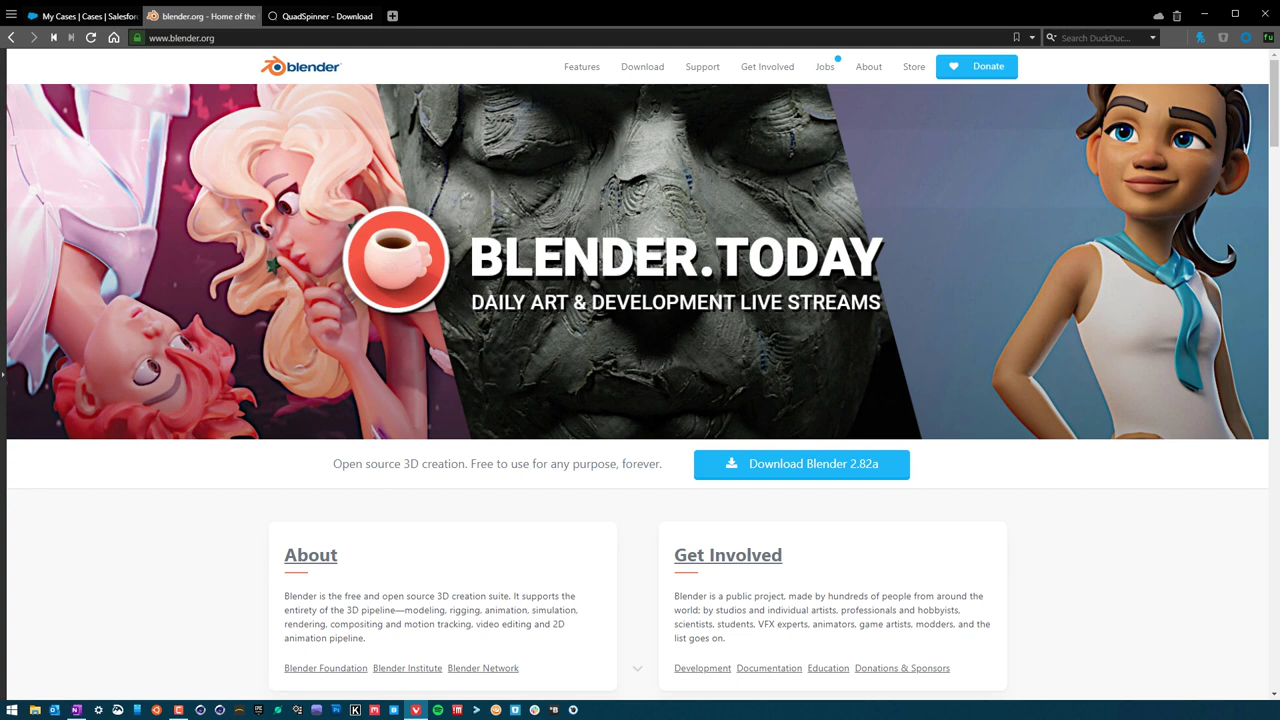 My Cases | Cases | Salesfor
blender.org - Home of the
QuadSpinner - Download
www.blender.org
Search DuckDuc...
fu
blender
Features
Download
Support
Get Involved
Jobs
About
Store
Donate
BLENDER.TODAY
DAILY ART & DEVELOPMENT LIVE STREAMS
Open source 3D creation. Free to use for any purpose, forever.
Download Blender 2.82a
About
Blender is the free and open source 3D creation suite. It supports the
entirety of the 3D pipeline—modeling, rigging, animation, simulation,
rendering, compositing and motion tracking, video editing and 2D
animation pipeline.
Blender Foundation Blender Institute Blender Network
Get Involved
Blender is a public project, made by hundreds of people from around the
world; by studios and individual artists, professionals and hobbyists,
scientists, students, VFX experts, animators, game artists, modders, and the
list goes on.
Development Documentation Education Donations & Sponsors